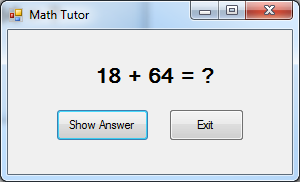 Math Tutor
18 + 64 = ?
Show Answer Exit